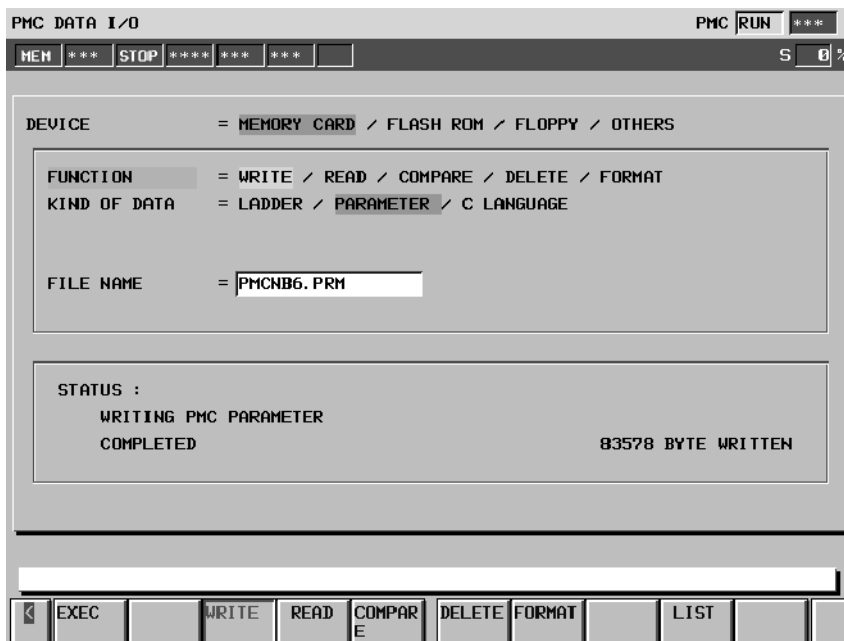 PMC DATA I/O PMC RUN ***
MEM *** STOP **** *** *** S 0 %
DEVICE = MEMORY CARD / FLASH ROM / FLOPPY / OTHERS
FUNCTION = WRITE / READ / COMPARE / DELETE / FORMAT
KIND OF DATA = LADDER / PARAMETER / C LANGUAGE
FILE NAME = PMCNB6.PRM
STATUS :
WRITING PMC PARAMETER
COMPLETED 83578 BYTE WRITTEN
< EXEC WRITE READ COMPAR DELETE FORMAT LIST
E